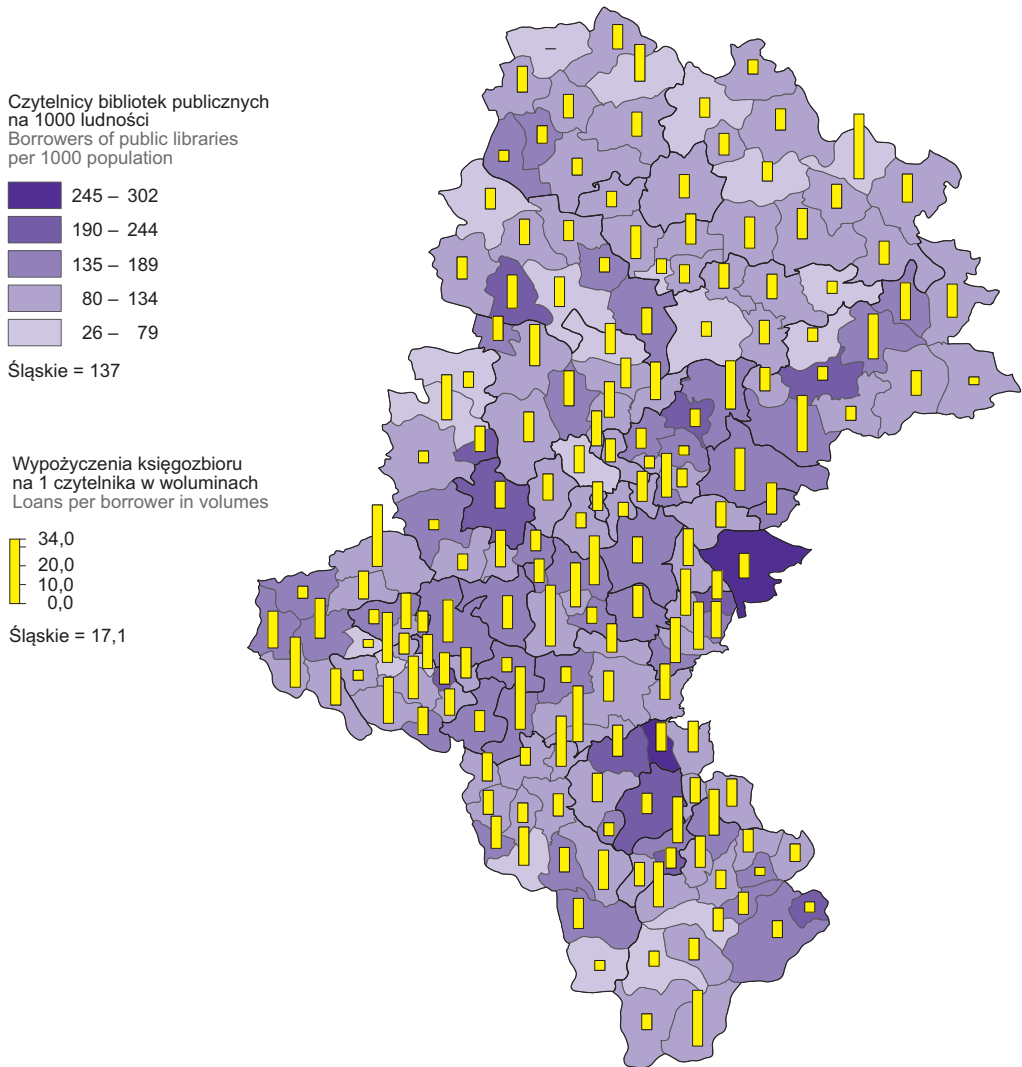 Czytelnicy bibliotek publicznych
na 1000 ludności
Borrowers of public libraries
per 1000 population
245 – 302
190 – 244
135 – 189
80 – 134
26 – 79
Śląskie = 137
Wypożyczenia księgozbioru
na 1 czytelnika w woluminach
Loans per borrower in volumes
34,0
20,0
10,0
0,0
Śląskie = 17,1